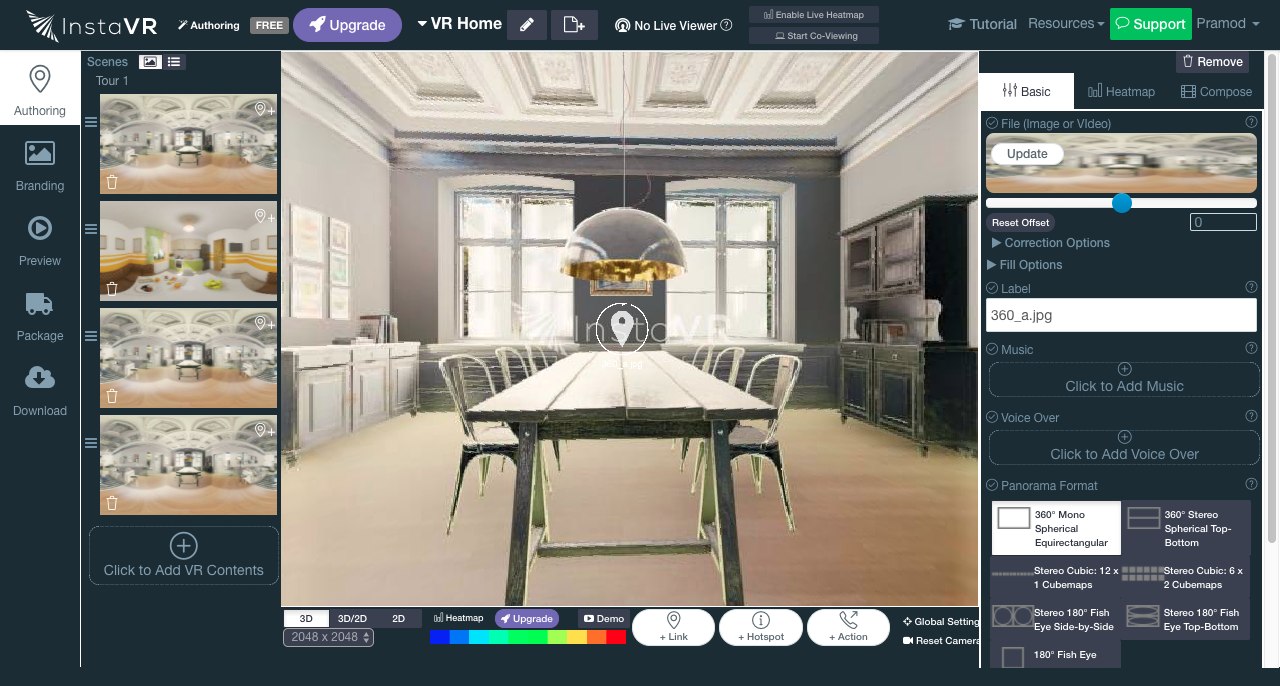 InstaVR
Authoring
FREE
Upgrade
VR Home
No Live Viewer
Enable Live Heatmap
Start Co-Viewing
Tutorial
Resources
Support
Pramod
Authoring
Branding
Preview
Package
Download
Scenes
Tour 1
Click to Add VR Contents
InstaVR
3D
3D/2D
2D
2048 x 2048
Heatmap
Upgrade
Demo
+ Link
+ Hotspot
+ Action
Global Setting
Reset Camera
Remove
Basic
Heatmap
Compose
File (Image or VIdeo)
Update
Reset Offset
0
Correction Options
Fill Options
Label
360_a.jpg
Music
Click to Add Music
Voice Over
Click to Add Voice Over
Panorama Format
360° Mono
Spherical
Equirectangular
360° Stereo
Spherical Top-
Bottom
Stereo Cubic: 12 x
1 Cubemaps
Stereo Cubic: 6 x
2 Cubemaps
Stereo 180° Fish
Eye Side-by-Side
Stereo 180° Fish
Eye Top-Bottom
180° Fish Eye